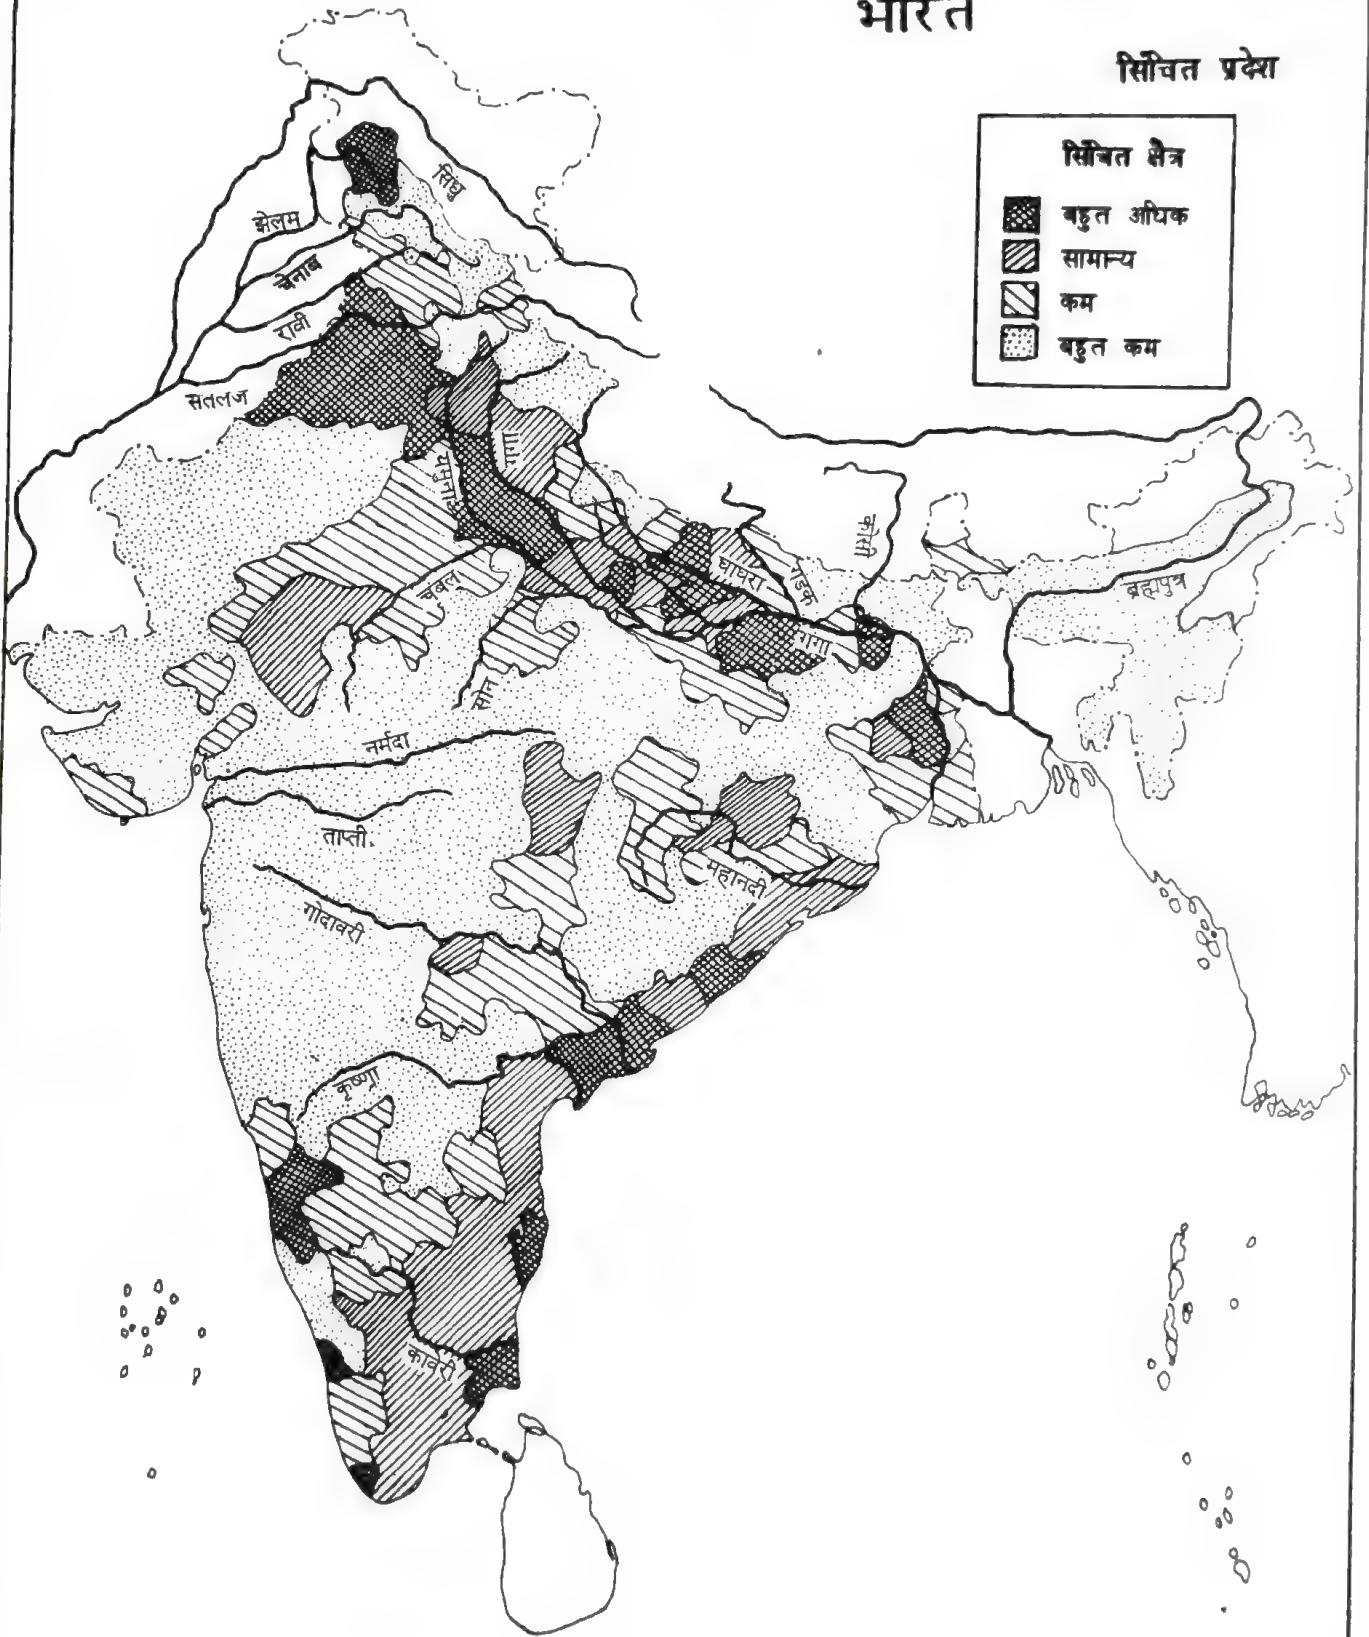 भारत
सिंचित प्रदेश
सिंचित क्षेत्र
बहुत अधिक
सामान्य
कम
बहुत कम
सिंधु
झेलम
चेनाब
रावी
सतलज
गंगा
कोसी
घाघरा
गंडक
ब्रह्मपुत्र
चंबल
गंगा
सोन
नर्मदा
ताप्ती
महानदी
गोदावरी
कृष्णा
कावेरी